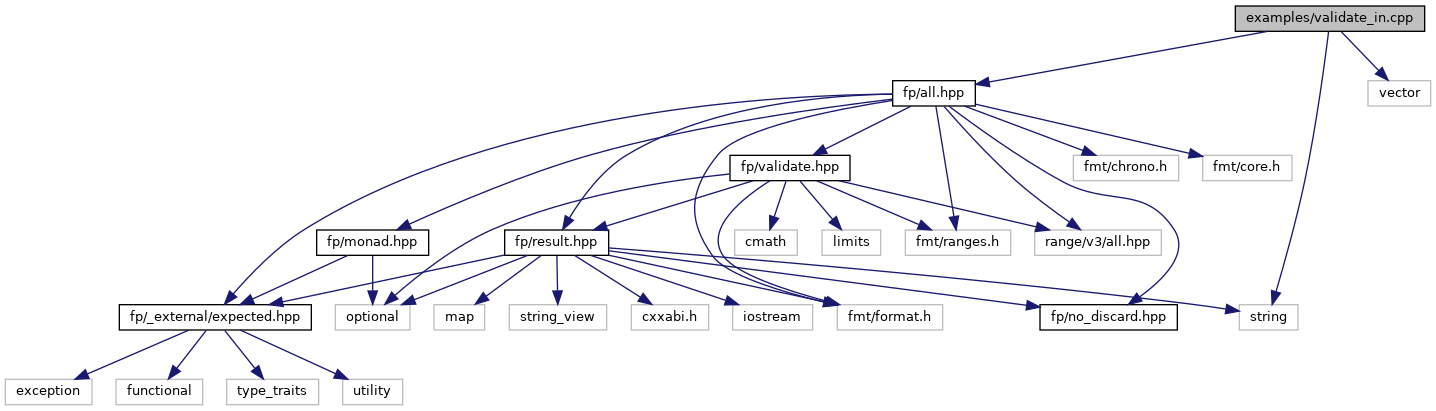 examples/validate_in.cpp
fp/all.hpp
vector
fp/validate.hpp
fmt/chrono.h
fmt/core.h
fp/monad.hpp
fp/result.hpp
cmath
limits
fmt/ranges.h
range/v3/all.hpp
fp/_external/expected.hpp
optional
map
string_view
cxxabi.h
iostream
fmt/format.h
fp/no_discard.hpp
string
exception
functional
type_traits
utility